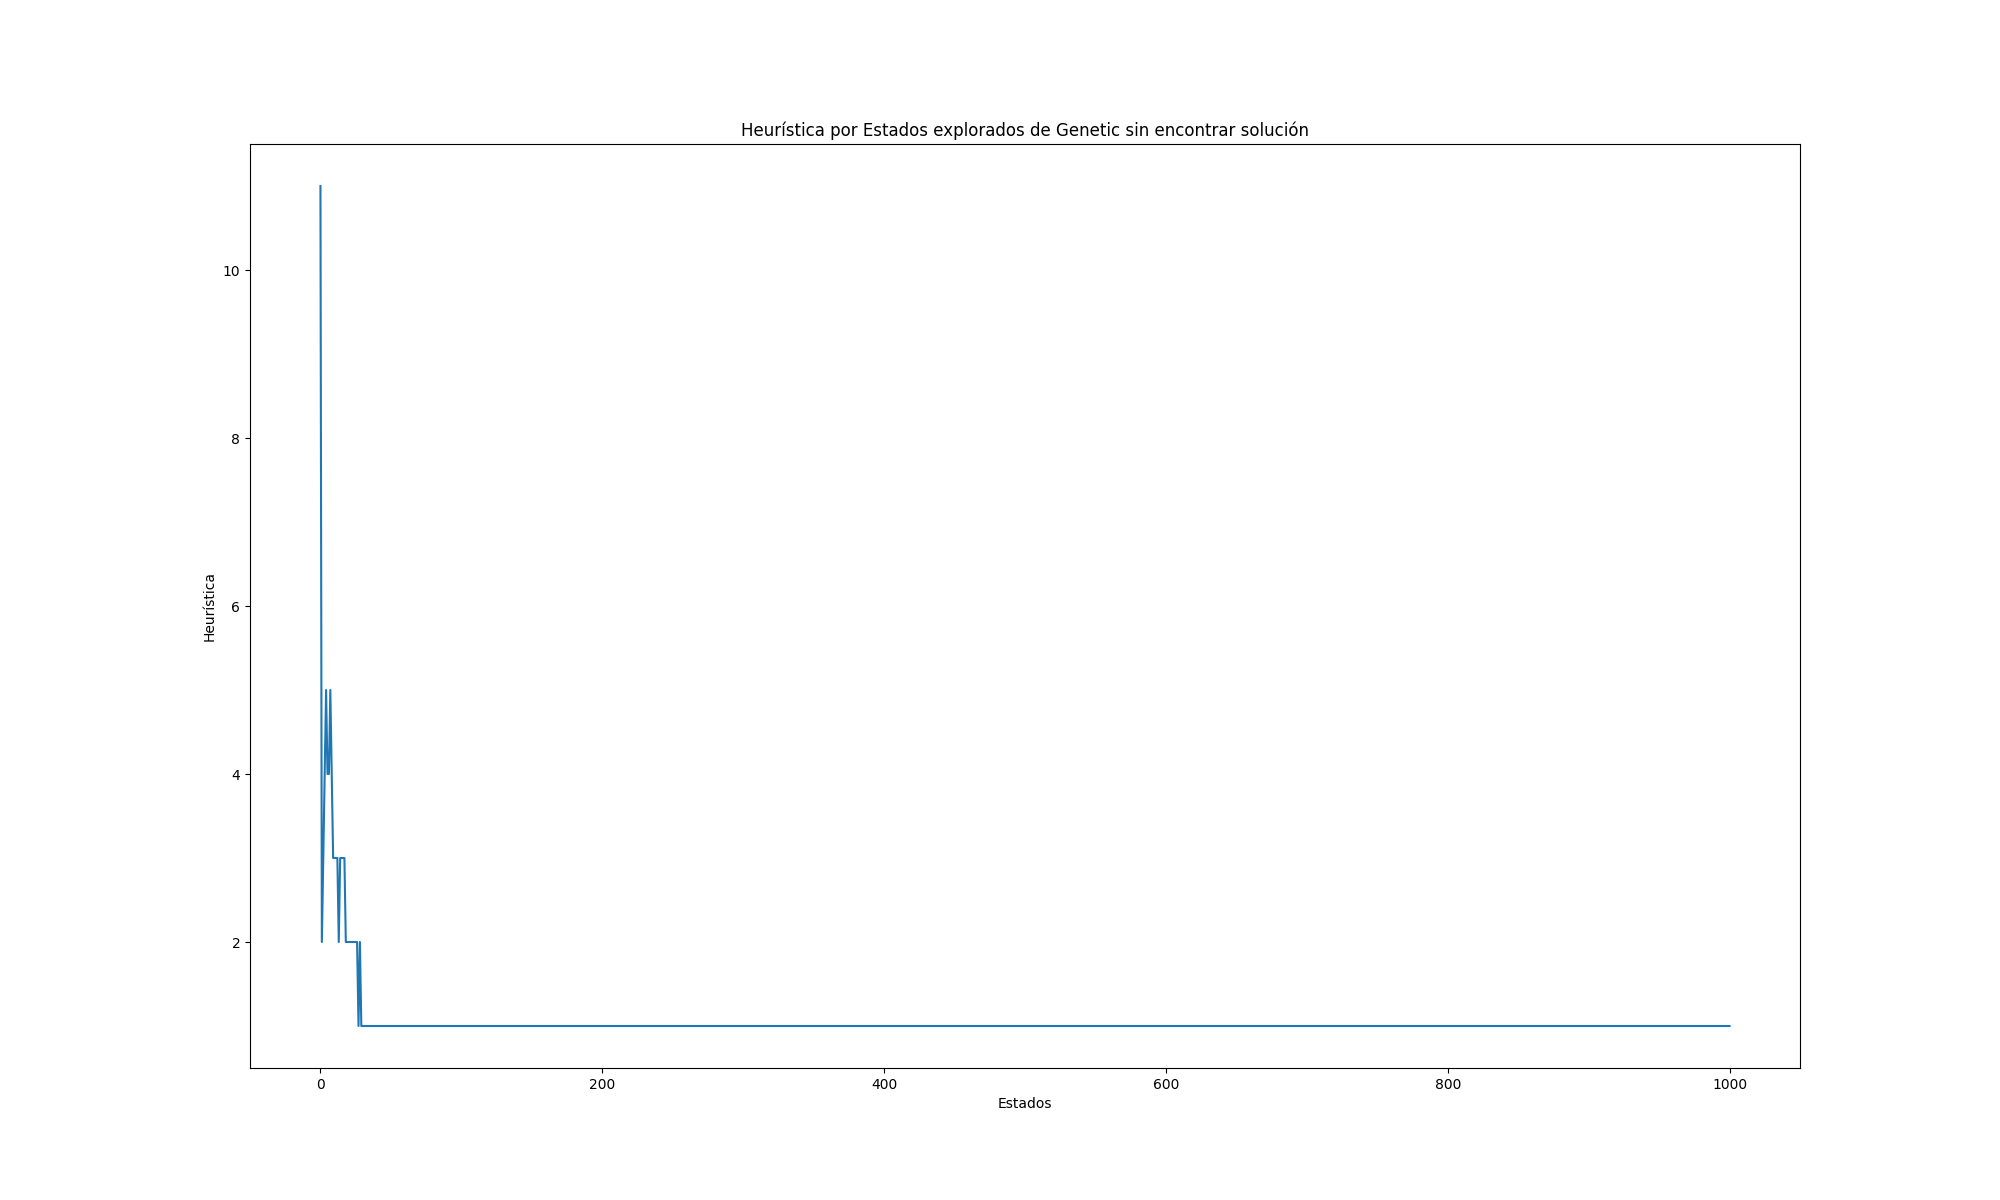 Heurística por Estados explorados de Genetic sin encontrar solución
10
8
6
4
2
Heurística
0 200 400 600 800 1000
Estados